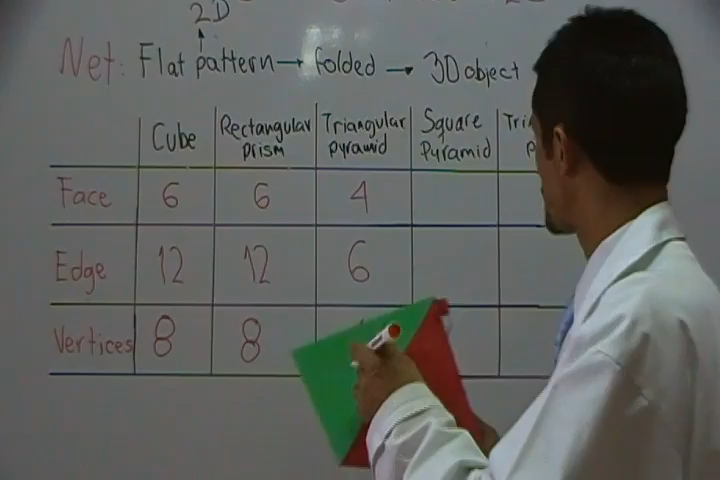 2D
Net: Flat pattern → folded → 3D object
Cube Rectangular prism Triangular pyramid Square Pyramid
Face 6 6 4
Edge 12 12 6
Vertices 8 8